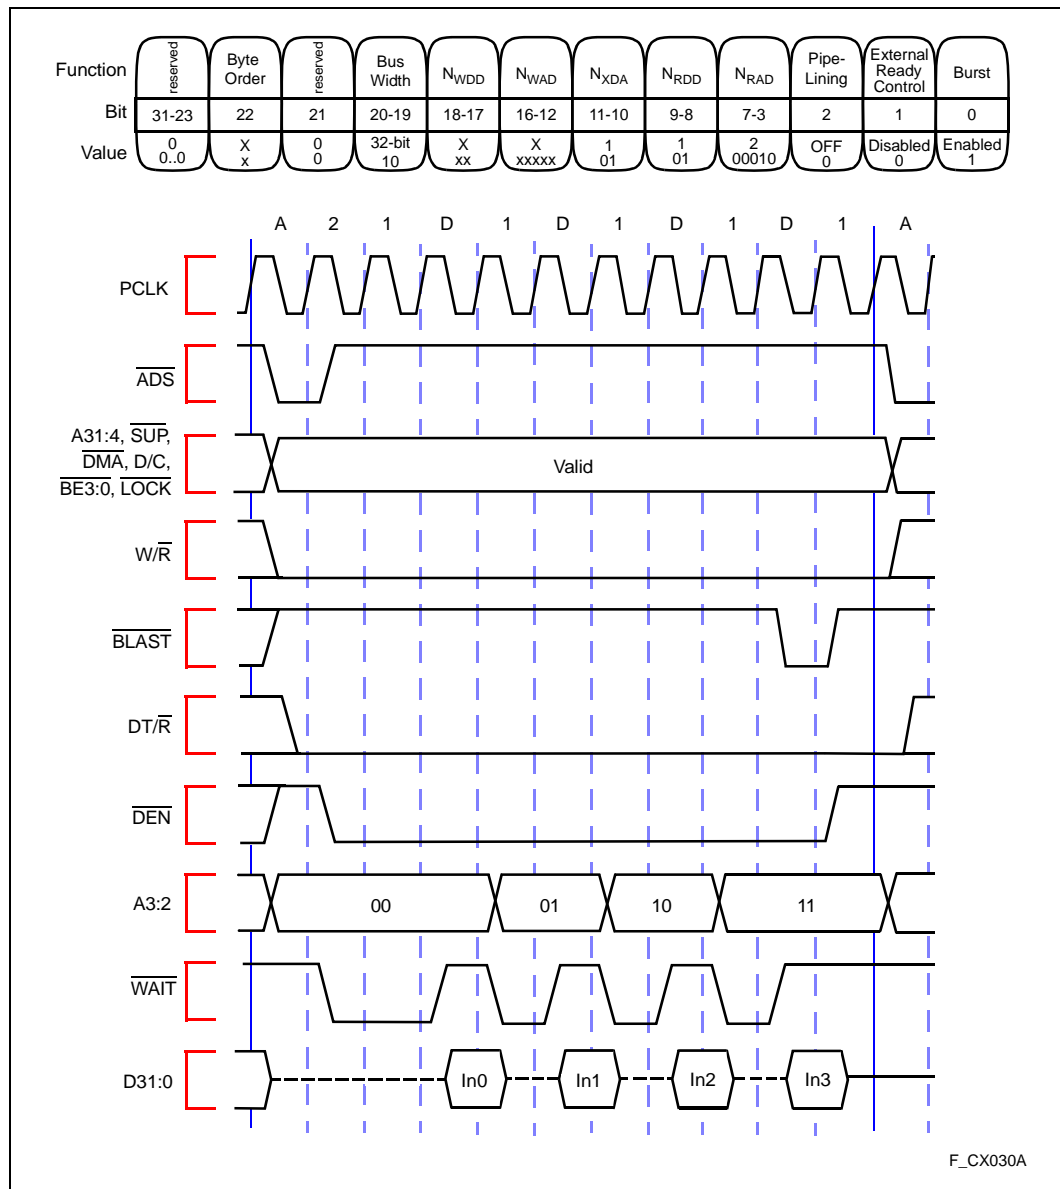 Function reserved Byte Order reserved Bus Width NWDD NWAD NXDA NRDD NRAD Pipe-Lining External Ready Control Burst
Bit 31-23 22 21 20-19 18-17 16-12 11-10 9-8 7-3 2 1 0
Value 0 X 0 32-bit X X 1 1 2 OFF Disabled Enabled
0..0 x 0 10 xx xxxxx 01 01 00010 0 0 1
A 2 1 D 1 D 1 D 1 D 1 A
PCLK
ADS
A31:4, SUP,
DMA, D/C,
BE3:0, LOCK
Valid
W/R
BLAST
DT/R
DEN
A3:2 00 01 10 11
WAIT
D31:0 In0 In1 In2 In3
F_CX030A